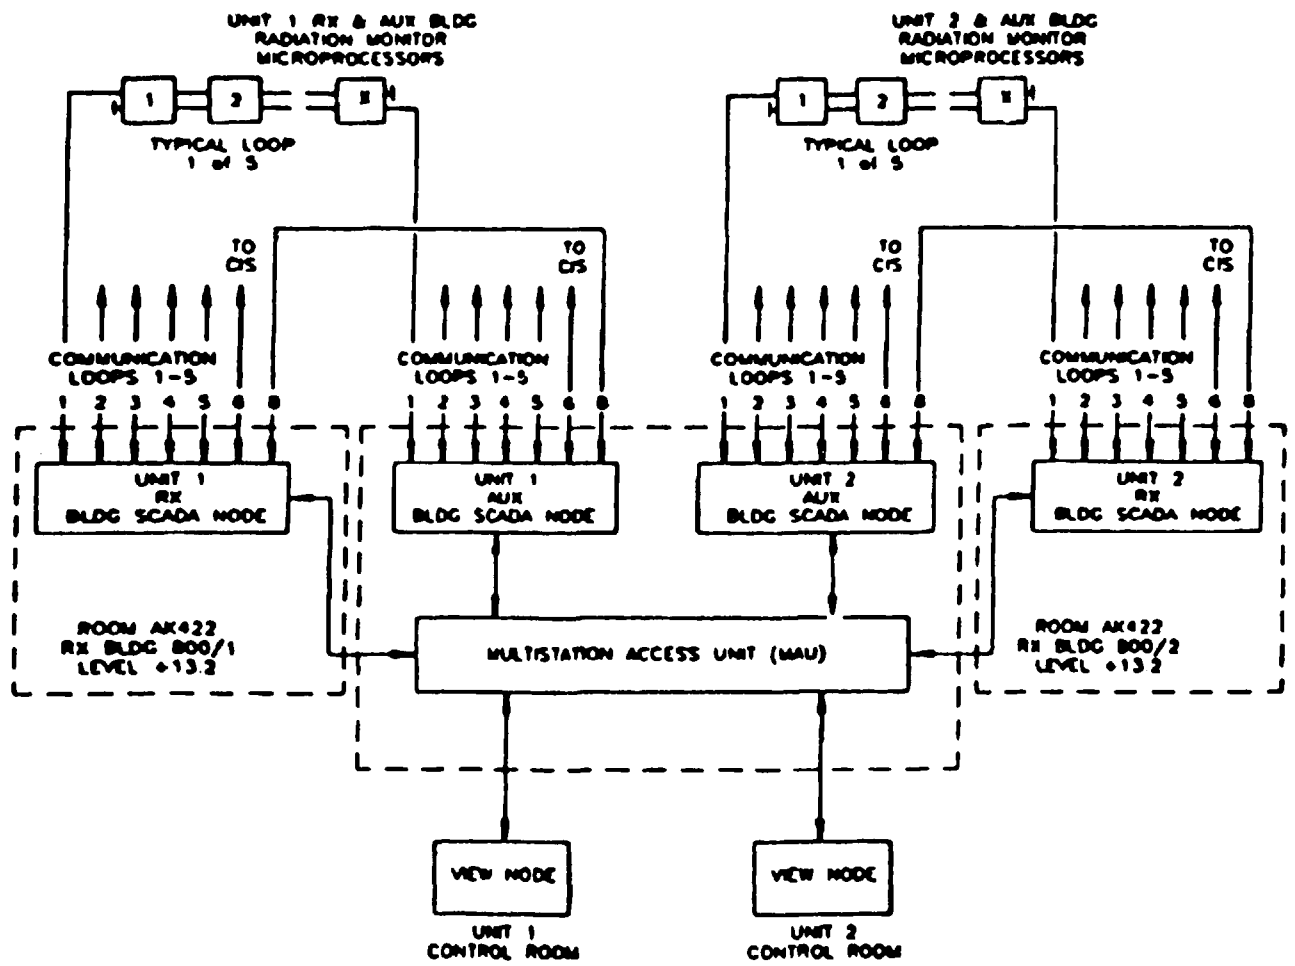 UNIT 1 RX & AUX BLDG
RADIATION MONITOR
MICROPROCESSORS
UNIT 2 & AUX BLDG
RADIATION MONITOR
MICROPROCESSORS
1
2
X
1
2
X
TYPICAL LOOP
1 of 5
TYPICAL LOOP
1 of 5
TO
CIS
TO
CIS
TO
CIS
TO
CIS
COMMUNICATION
LOOPS 1-5
COMMUNICATION
LOOPS 1-5
COMMUNICATION
LOOPS 1-5
COMMUNICATION
LOOPS 1-5
1 2 3 4 5 6 8
1 2 3 4 5 6 8
1 2 3 4 5 6 8
1 2 3 4 5 6 8
UNIT 1
RX
BLDG SCADA NODE
UNIT 1
AUX
BLDG SCADA NODE
UNIT 2
AUX
BLDG SCADA NODE
UNIT 2
RX
BLDG SCADA NODE
ROOM AK422
RX BLDG 800/1
LEVEL +13.2
MULTISTATION ACCESS UNIT (MAU)
ROOM AK422
RX BLDG 800/2
LEVEL +13.2
VIEW NODE
VIEW NODE
UNIT 1
CONTROL ROOM
UNIT 2
CONTROL ROOM